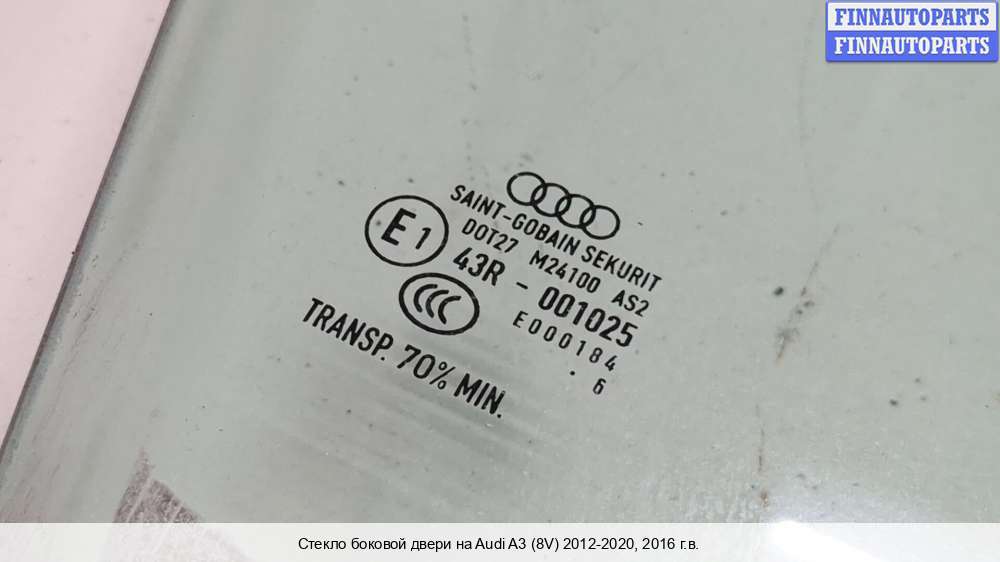 FINNAUTOPARTS
FINNAUTOPARTS
SAINT-GOBAIN SEKURIT
DOT27 M24100 AS2
E1
43R - 001025
CCC
E000184
TRANSP. 70% MIN.
. 6
Стекло боковой двери на Audi A3 (8V) 2012-2020, 2016 г.в.